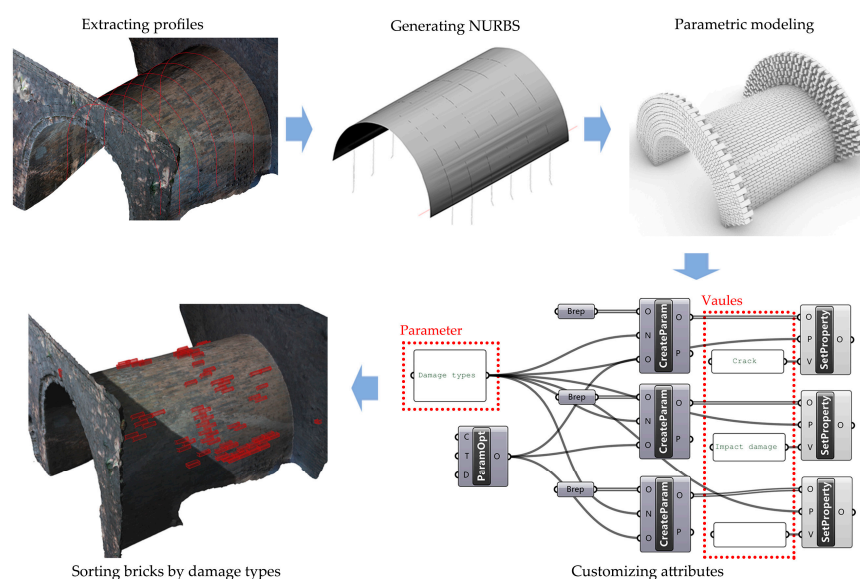 Extracting profiles
Generating NURBS
Parametric modeling
Vaules
Parameter
Brep
O
N
O
CreateParam
O
P
O
P
V
SetProperty
O
Crack
Damage types
Brep
O
N
O
CreateParam
O
P
O
P
V
SetProperty
O
Impact damage
C
T
D
ParamOpt
O
Brep
O
N
O
CreateParam
O
P
O
P
V
SetProperty
O
Sorting bricks by damage types
Customizing attributes